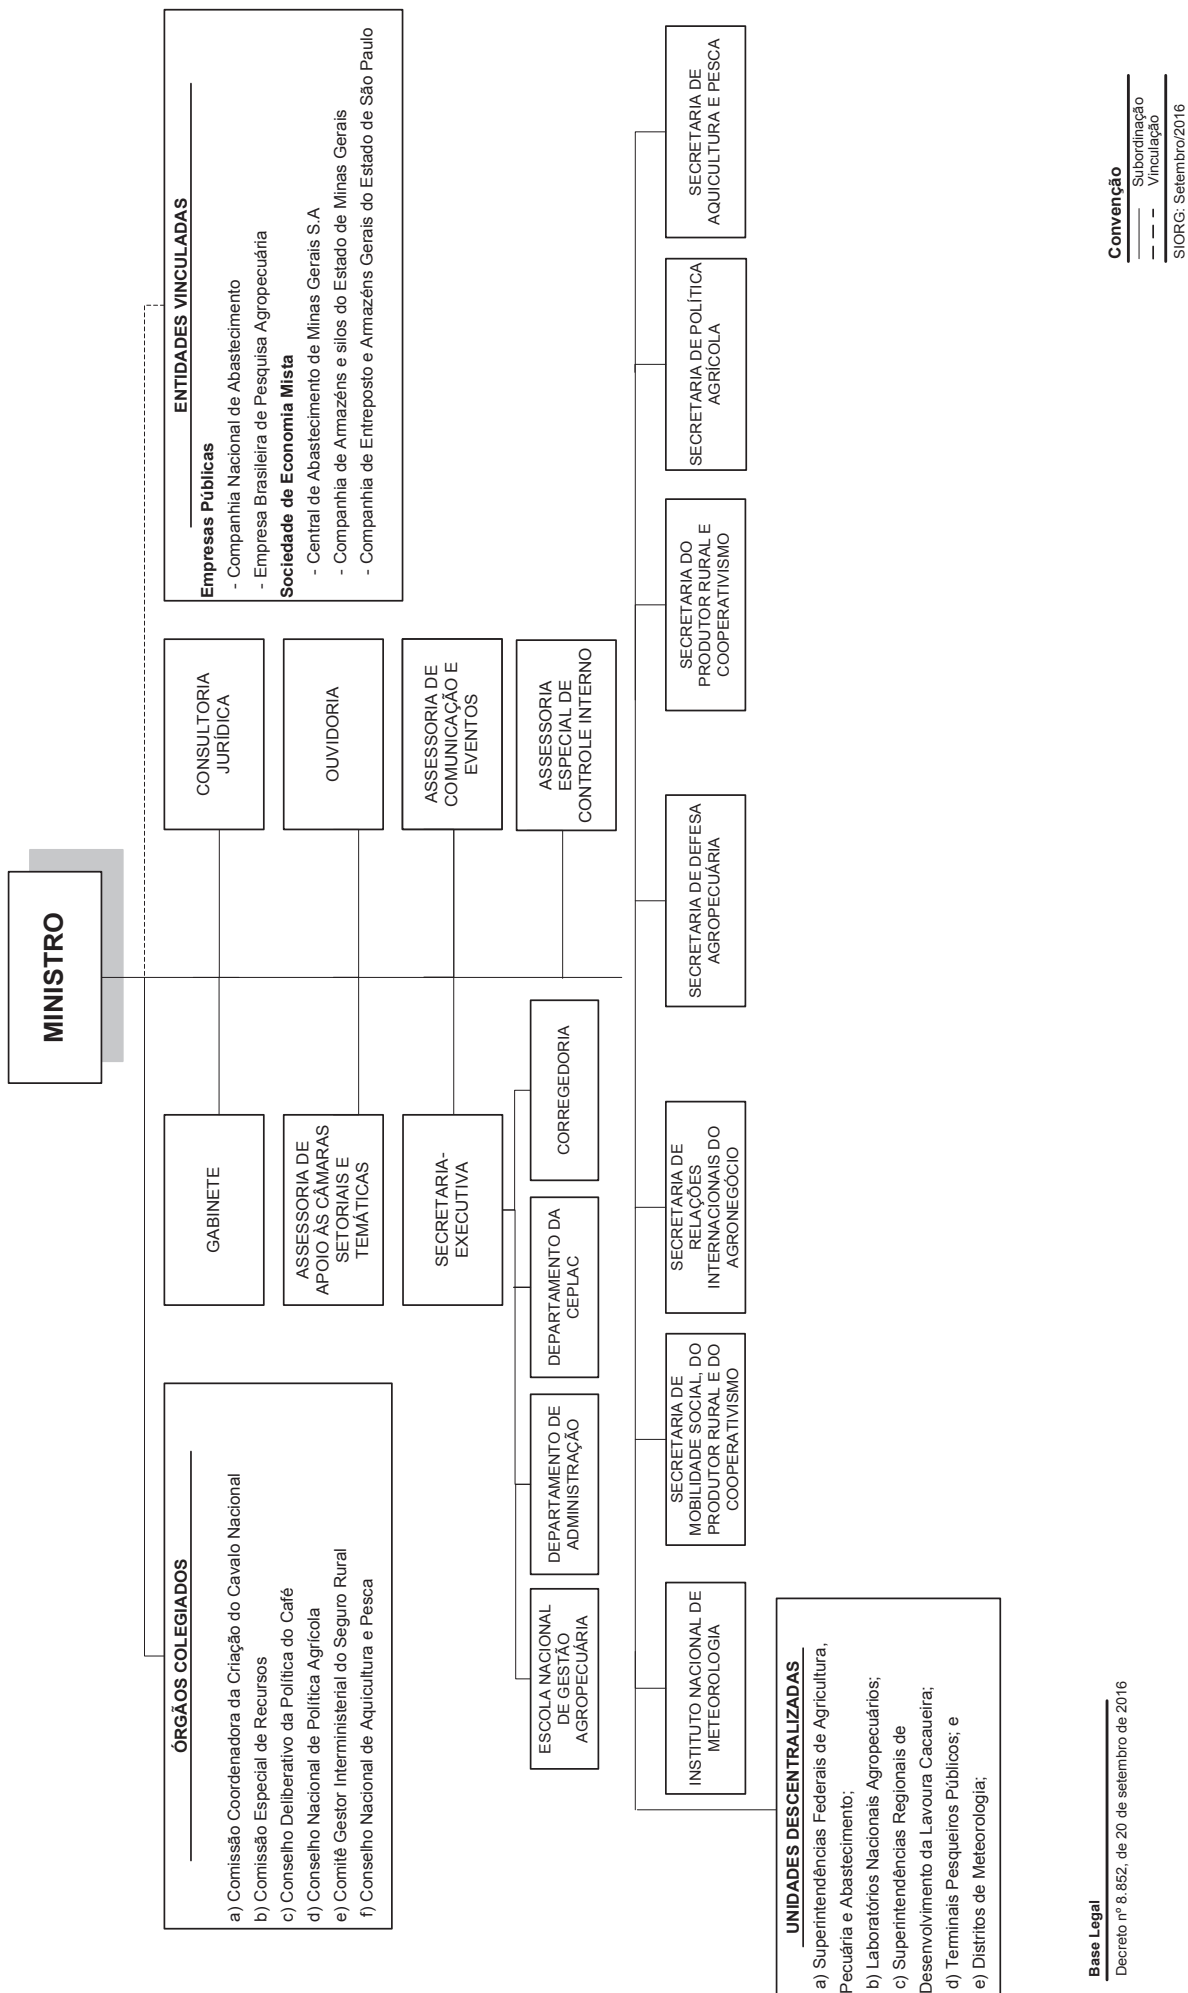 MINISTRO
ÓRGÃOS COLEGIADOS
a) Comissão Coordenadora da Criação do Cavalo Nacional
b) Comissão Especial de Recursos
c) Conselho Deliberativo da Política do Café
d) Conselho Nacional de Política Agrícola
e) Comitê Gestor Interministerial do Seguro Rural
f) Conselho Nacional de Aquicultura e Pesca
GABINETE
CONSULTORIA
JURÍDICA
ENTIDADES VINCULADAS
Empresas Públicas
- Companhia Nacional de Abastecimento
- Empresa Brasileira de Pesquisa Agropecuária
Sociedade de Economia Mista
- Central de Abastecimento de Minas Gerais S.A
- Companhia de Armazéns e silos do Estado de Minas Gerais
- Companhia de Entreposto e Armazéns Gerais do Estado de São Paulo
ASSESSORIA DE
APOIO ÀS CÂMARAS
SETORIAIS E
TEMÁTICAS
OUVIDORIA
SECRETARIA-
EXECUTIVA
ASSESSORIA DE
COMUNICAÇÃO E
EVENTOS
ASSESSORIA
ESPECIAL DE
CONTROLE INTERNO
ESCOLA NACIONAL
DE GESTÃO
AGROPECUÁRIA
DEPARTAMENTO DE
ADMINISTRAÇÃO
DEPARTAMENTO DA
CEPLAC
CORREGEDORIA
INSTITUTO NACIONAL DE
METEOROLOGIA
SECRETARIA DE
MOBILIDADE SOCIAL, DO
PRODUTOR RURAL E DO
COOPERATIVISMO
SECRETARIA DE
RELAÇÕES
INTERNACIONAIS DO
AGRONEGÓCIO
SECRETARIA DE DEFESA
AGROPECUÁRIA
SECRETARIA DO
PRODUTOR RURAL E
COOPERATIVISMO
SECRETARIA DE POLÍTICA
AGRÍCOLA
SECRETARIA DE
AQUICULTURA E PESCA
UNIDADES DESCENTRALIZADAS
a) Superintendências Federais de Agricultura,
Pecuária e Abastecimento;
b) Laboratórios Nacionais Agropecuários;
c) Superintendências Regionais de
Desenvolvimento da Lavoura Cacaueira;
d) Terminais Pesqueiros Públicos; e
e) Distritos de Meteorologia;
Base Legal
Decreto nº 8.852, de 20 de setembro de 2016
Convenção
Subordinação
Vinculação
SIORG: Setembro/2016